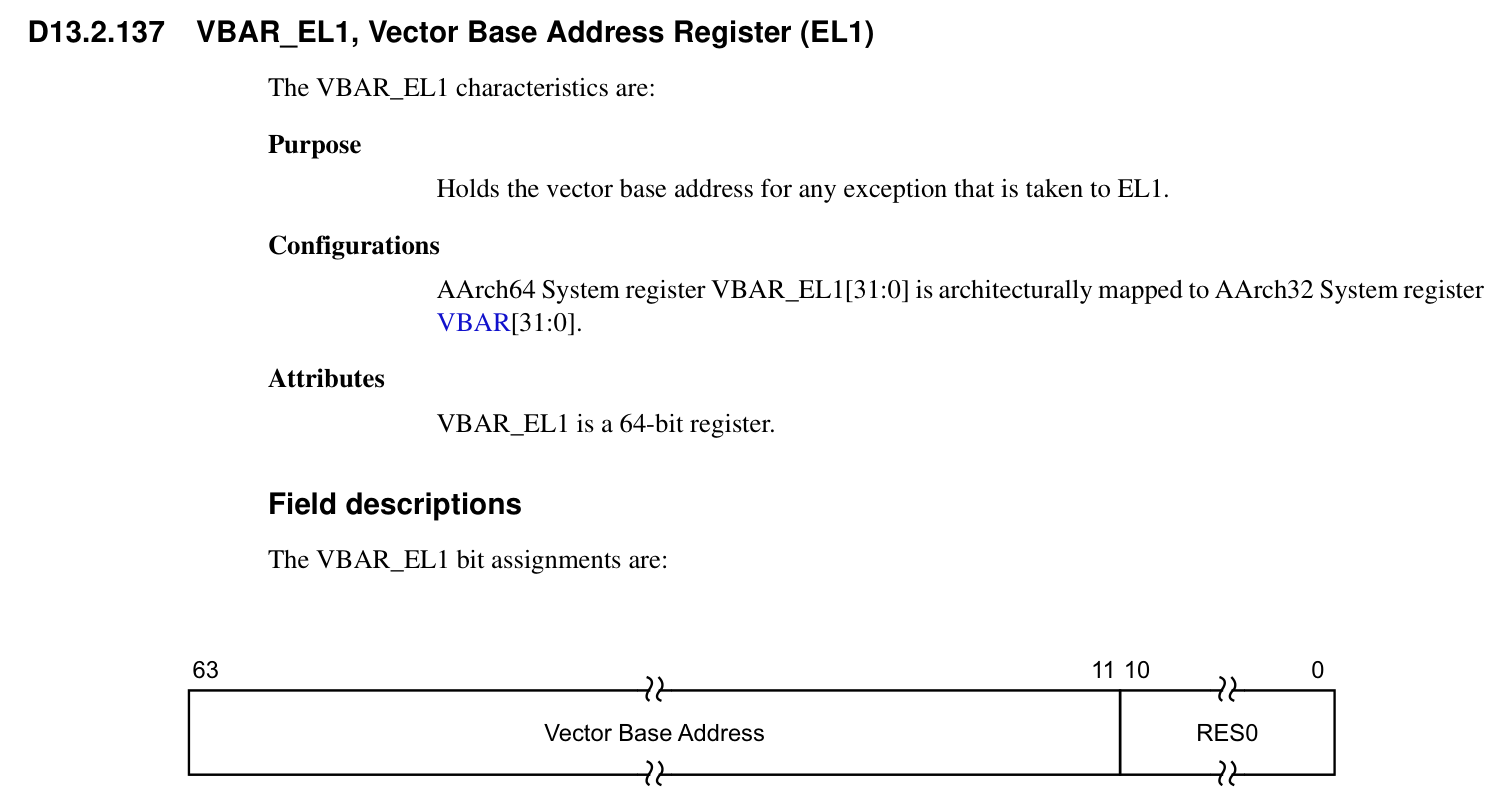 D13.2.137 VBAR_EL1, Vector Base Address Register (EL1)
The VBAR_EL1 characteristics are:
Purpose
Holds the vector base address for any exception that is taken to EL1.
Configurations
AArch64 System register VBAR_EL1[31:0] is architecturally mapped to AArch32 System register
VBAR[31:0].
Attributes
VBAR_EL1 is a 64-bit register.
Field descriptions
The VBAR_EL1 bit assignments are:
63 11 10 0
Vector Base Address RES0